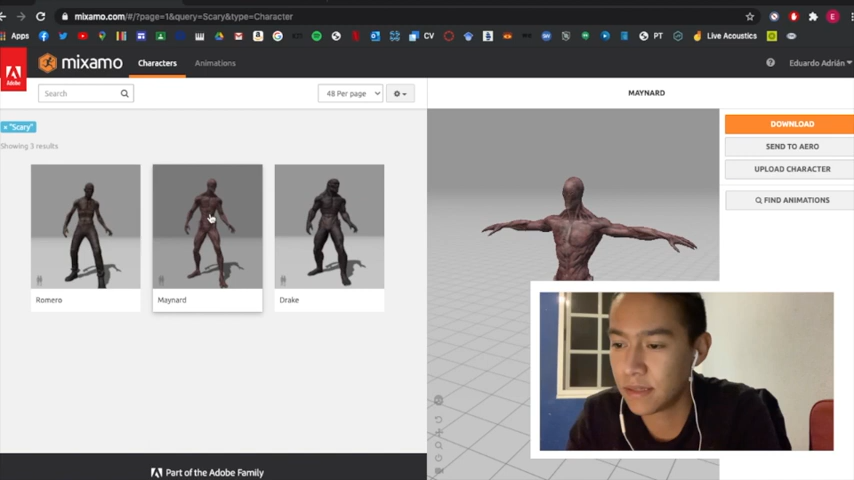 mixamo.com/#/?page=1&query=Scary&type=Character
Apps
CV
PT
Live Acoustics
E
Adobe
mixamo
Characters
Animations
Eduardo Adrián
Search
48 Per page
MAYNARD
× "Scary"
Showing 3 results
DOWNLOAD
SEND TO AERO
UPLOAD CHARACTER
FIND ANIMATIONS
Romero
Maynard
Drake
Part of the Adobe Family